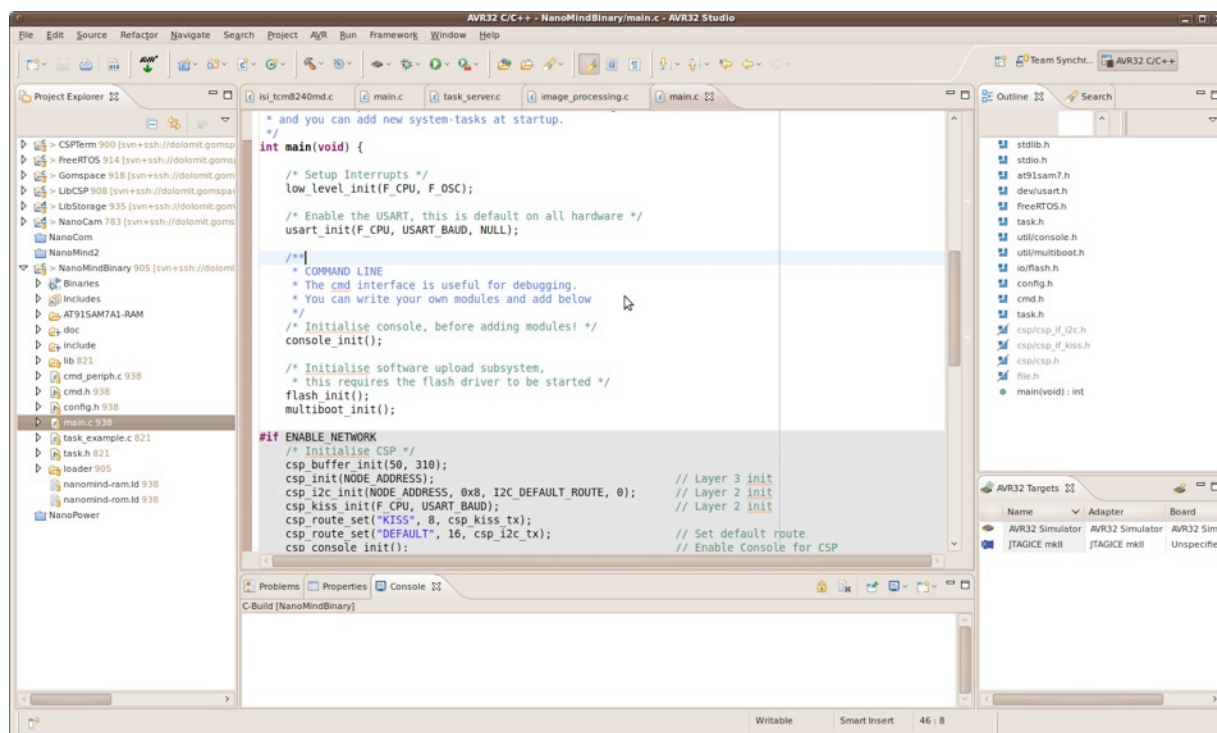 AVR32 C/C++ - NanoMindBinary/main.c - AVR32 Studio
File Edit Source Refactor Navigate Search Project AVR Run Framework Window Help
Team Synchr... AVR32 C/C++
Project Explorer
> CSPTerm 900 [svn+ssh://dolomit.gomsp
> FreeRTOS 914 [svn+ssh://dolomit.goms
> Gomspace 918 [svn+ssh://dolomit.goms
> LibCSP 908 [svn+ssh://dolomit.gomspa
> LibStorage 935 [svn+ssh://dolomit.goms
> NanoCam 783 [svn+ssh://dolomit.goms
NanoCom
NanoMind2
> NanoMindBinary 905 [svn+ssh://dolomi
Binaries
Includes
AT91SAM7A1-RAM
doc
include
lib 821
cmd_periph.c 938
cmd.h 938
config.h 938
main.c 938
task_example.c 821
task.h 821
loader 905
nanomind-ram.ld 938
nanomind-rom.ld 938
NanoPower
isi_tcm8240md.c main.c task_server.c image_processing.c main.c
* and you can add new system-tasks at startup.
*/
int main(void) {
/* Setup Interrupts */
low_level_init(F_CPU, F_OSC);
/* Enable the USART, this is default on all hardware */
usart_init(F_CPU, USART_BAUD, NULL);
/**
* COMMAND LINE
* The cmd interface is useful for debugging.
* You can write your own modules and add below
*/
/* Initialise console, before adding modules! */
console_init();
/* Initialise software upload subsystem,
* this requires the flash driver to be started */
flash_init();
multiboot_init();
#if ENABLE_NETWORK
/* Initialise CSP */
csp_buffer_init(50, 310);
csp_init(NODE_ADDRESS); // Layer 3 init
csp_i2c_init(NODE_ADDRESS, 0x8, I2C_DEFAULT_ROUTE, 0); // Layer 2 init
csp_kiss_init(F_CPU, USART_BAUD); // Layer 2 init
csp_route_set("KISS", 8, csp_kiss_tx);
csp_route_set("DEFAULT", 16, csp_i2c_tx); // Set default route
csp_console_init(); // Enable Console for CSP
Outline Search
stdlib.h
stdio.h
at91sam7.h
dev/usart.h
FreeRTOS.h
task.h
util/console.h
util/multiboot.h
io/flash.h
config.h
cmd.h
task.h
csp/csp_if_i2c.h
csp/csp_if_kiss.h
csp/csp.h
file.h
main(void) : int
AVR32 Targets
Name Adapter Board
AVR32 Simulator AVR32 Simulator AVR32 Sim
JTAGICE mkII JTAGICE mkII Unspecifie
Problems Properties Console
C-Build [NanoMindBinary]
Writable Smart Insert 46 : 8